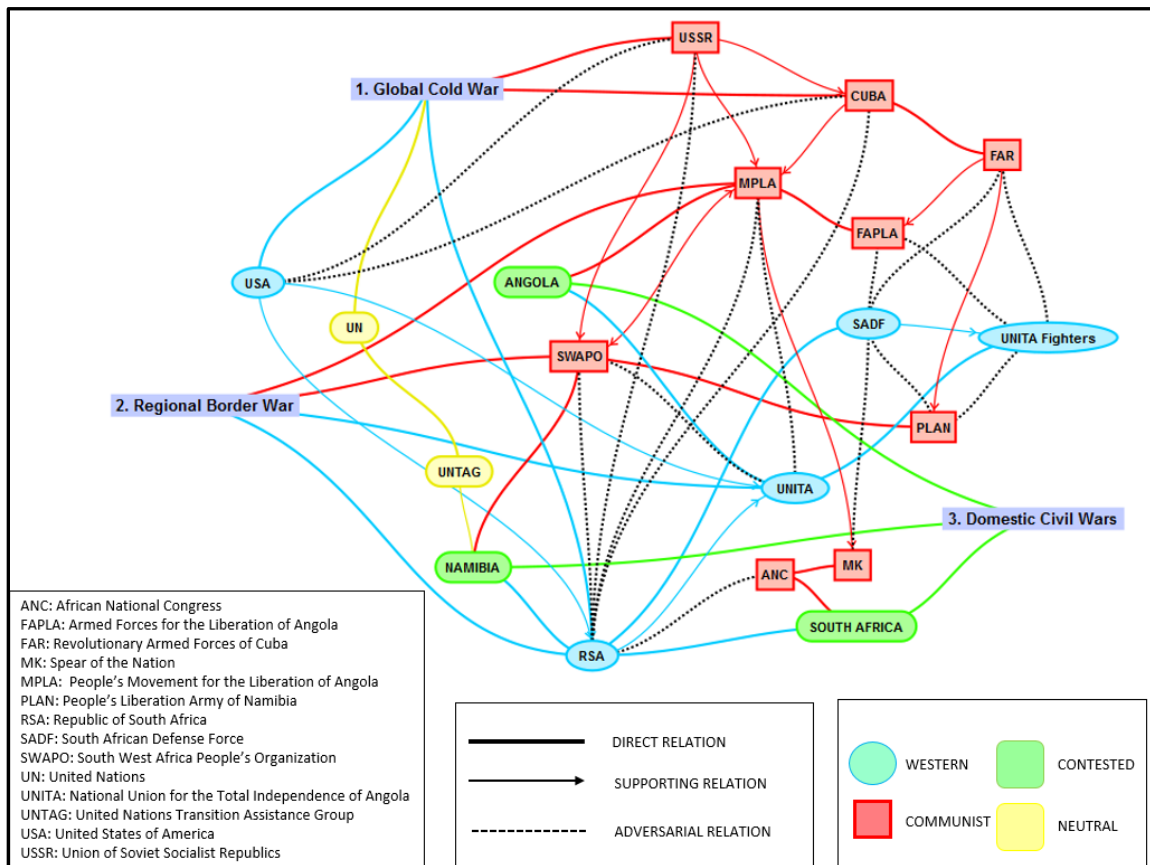 USSR
1. Global Cold War
CUBA
FAR
MPLA
FAPLA
USA
ANGOLA
UN
SADF
UNITA Fighters
SWAPO
2. Regional Border War
PLAN
UNTAG
UNITA
3. Domestic Civil Wars
NAMIBIA
ANC
MK
SOUTH AFRICA
RSA
ANC: African National Congress
FAPLA: Armed Forces for the Liberation of Angola
FAR: Revolutionary Armed Forces of Cuba
MK: Spear of the Nation
MPLA: People's Movement for the Liberation of Angola
PLAN: People's Liberation Army of Namibia
RSA: Republic of South Africa
SADF: South African Defense Force
SWAPO: South West Africa People's Organization
UN: United Nations
UNITA: National Union for the Total Independence of Angola
UNTAG: United Nations Transition Assistance Group
USA: United States of America
USSR: Union of Soviet Socialist Republics
DIRECT RELATION
SUPPORTING RELATION
ADVERSARIAL RELATION
WESTERN
CONTESTED
COMMUNIST
NEUTRAL